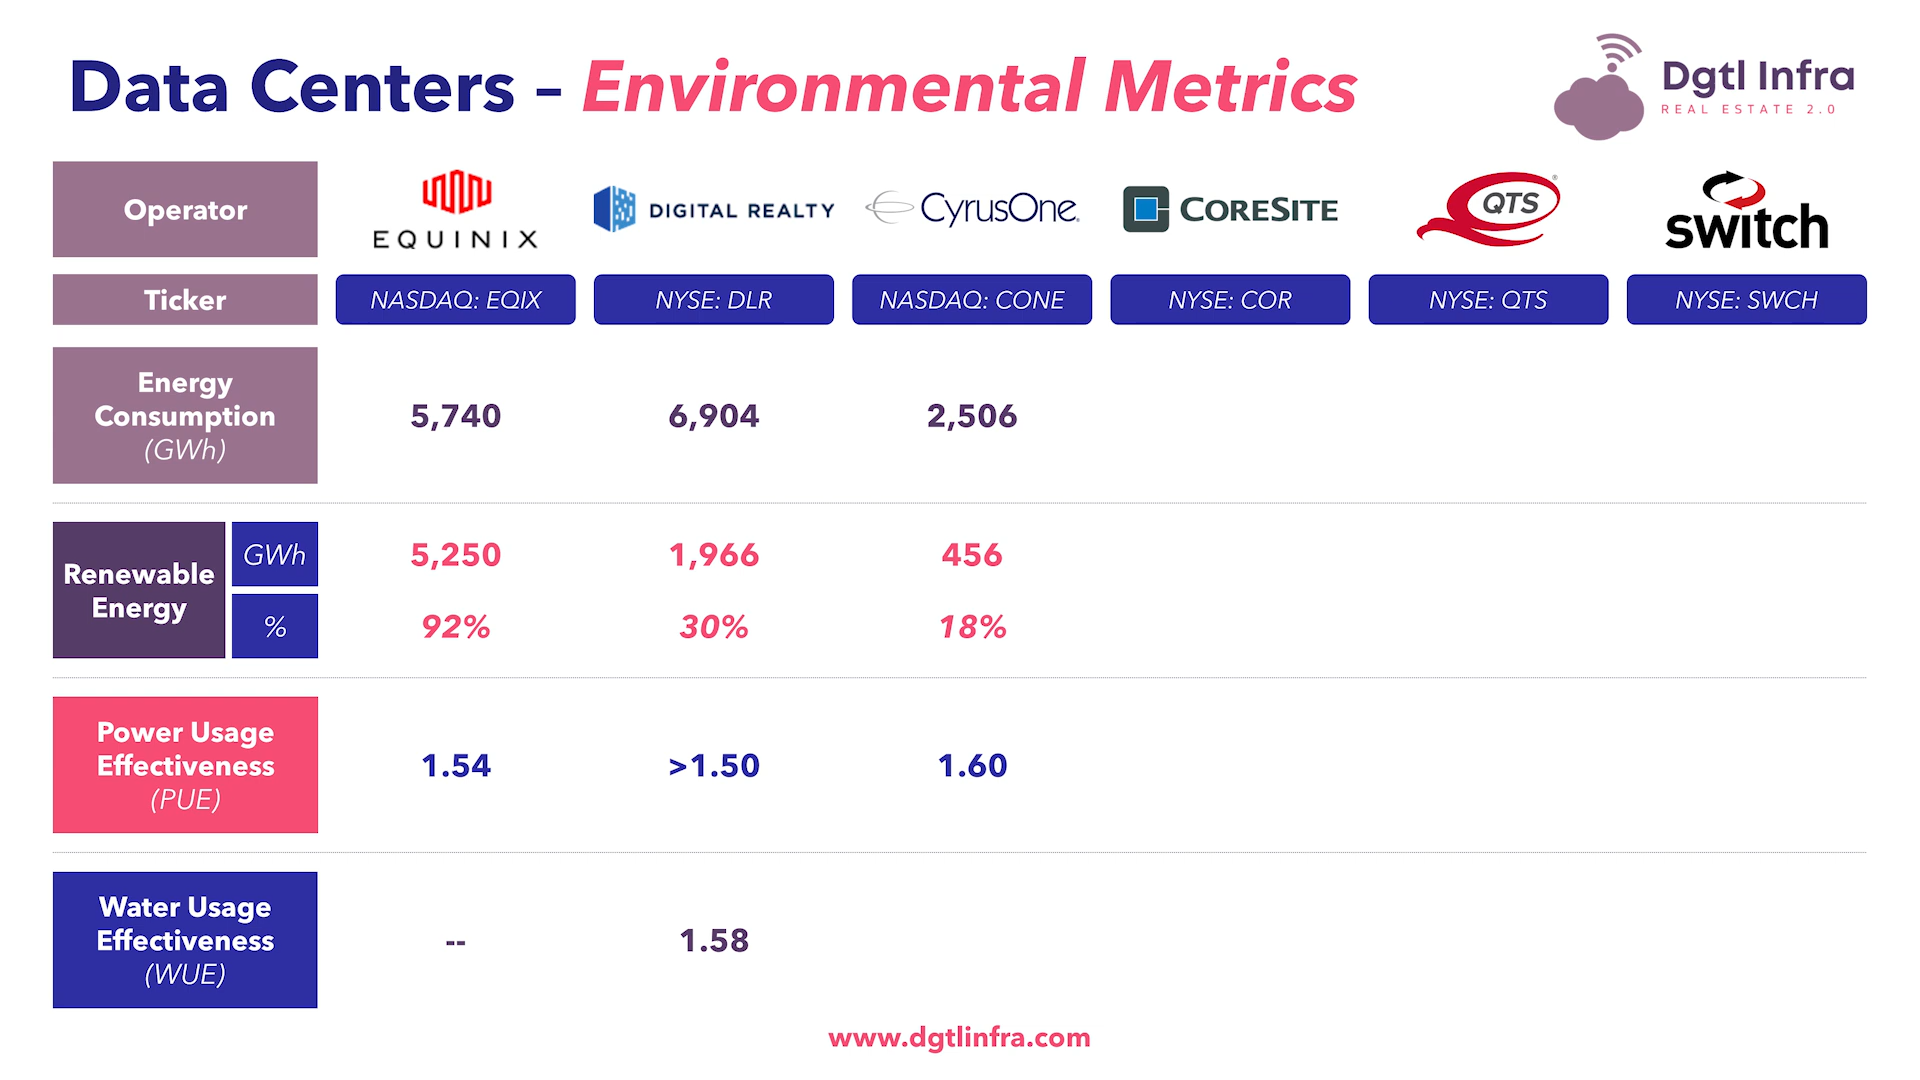 Data Centers – Environmental Metrics
Dgtl Infra
REAL ESTATE 2.0
Operator
EQUINIX
DIGITAL REALTY
CyrusOne.
CORESITE
QTS
®
switch
Ticker
NASDAQ: EQIX
NYSE: DLR
NASDAQ: CONE
NYSE: COR
NYSE: QTS
NYSE: SWCH
Energy
Consumption
(GWh)
5,740
6,904
2,506
Renewable
Energy
GWh
5,250
1,966
456
%
92%
30%
18%
Power Usage
Effectiveness
(PUE)
1.54
>1.50
1.60
Water Usage
Effectiveness
(WUE)
--
1.58
www.dgtlinfra.com